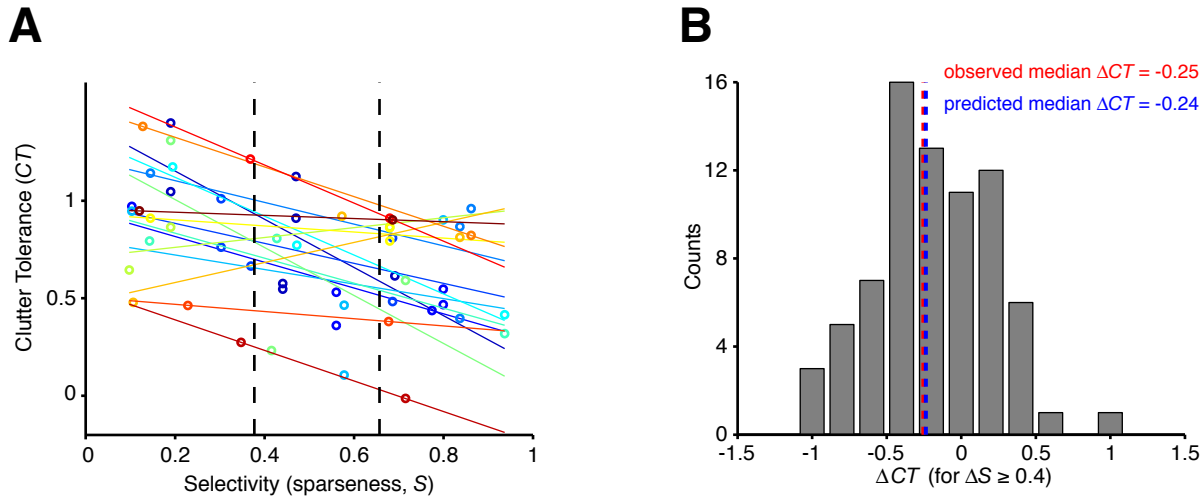 A
Clutter Tolerance (CT)
1
0.5
0
0 0.2 0.4 0.6 0.8 1
Selectivity (sparseness, S)
B
observed median ΔCT = -0.25
predicted median ΔCT = -0.24
Counts
16
12
8
4
0
-1.5 -1 -0.5 0 0.5 1 1.5
ΔCT (for ΔS ≥ 0.4)